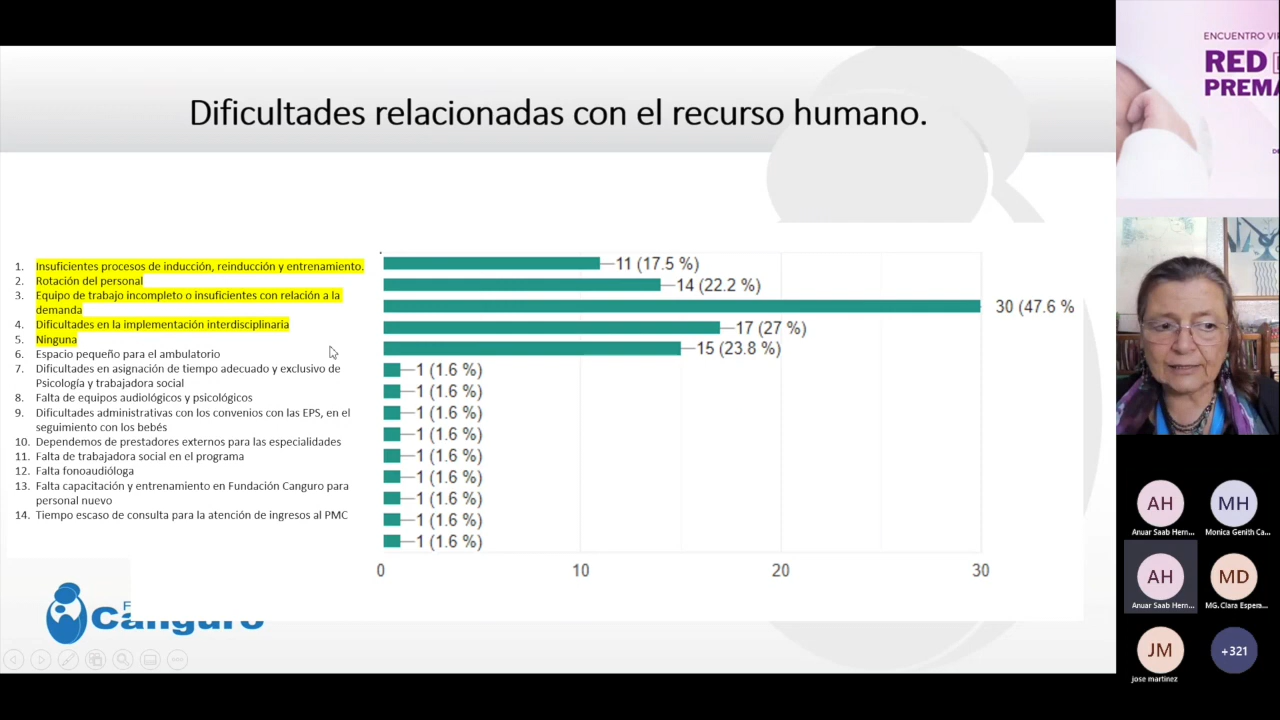 Dificultades relacionadas con el recurso humano.
1. Insuficientes procesos de inducción, reinducción y entrenamiento.
2. Rotación del personal
3. Equipo de trabajo incompleto o insuficientes con relación a la
demanda
4. Dificultades en la implementación interdisciplinaria
5. Ninguna
6. Espacio pequeño para el ambulatorio
7. Dificultades en asignación de tiempo adecuado y exclusivo de
Psicología y trabajadora social
8. Falta de equipos audiológicos y psicológicos
9. Dificultades administrativas con los convenios con las EPS, en el
seguimiento con los bebés
10. Dependemos de prestadores externos para las especialidades
11. Falta de trabajadora social en el programa
12. Falta fonoaudióloga
13. Falta capacitación y entrenamiento en Fundación Canguro para
personal nuevo
14. Tiempo escaso de consulta para la atención de ingresos al PMC
11 (17.5 %)
14 (22.2 %)
30 (47.6 %
17 (27 %)
15 (23.8 %)
1 (1.6 %)
1 (1.6 %)
1 (1.6 %)
1 (1.6 %)
1 (1.6 %)
1 (1.6 %)
1 (1.6 %)
1 (1.6 %)
1 (1.6 %)
0 10 20 30
Canguro
ENCUENTRO VI
RED
PREMA
AH
Anuar Saab Hern...
MH
Monica Genith Ca...
AH
Anuar Saab Hern...
MD
MG. Clara Espera...
JM
jose martinez
+321